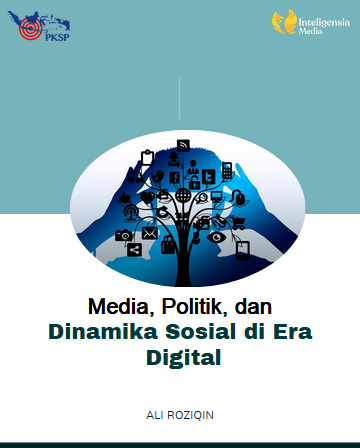 PKSP
Inteligensia
Media
Media, Politik, dan
Dinamika Sosial di Era
Digital
ALI ROZIQIN